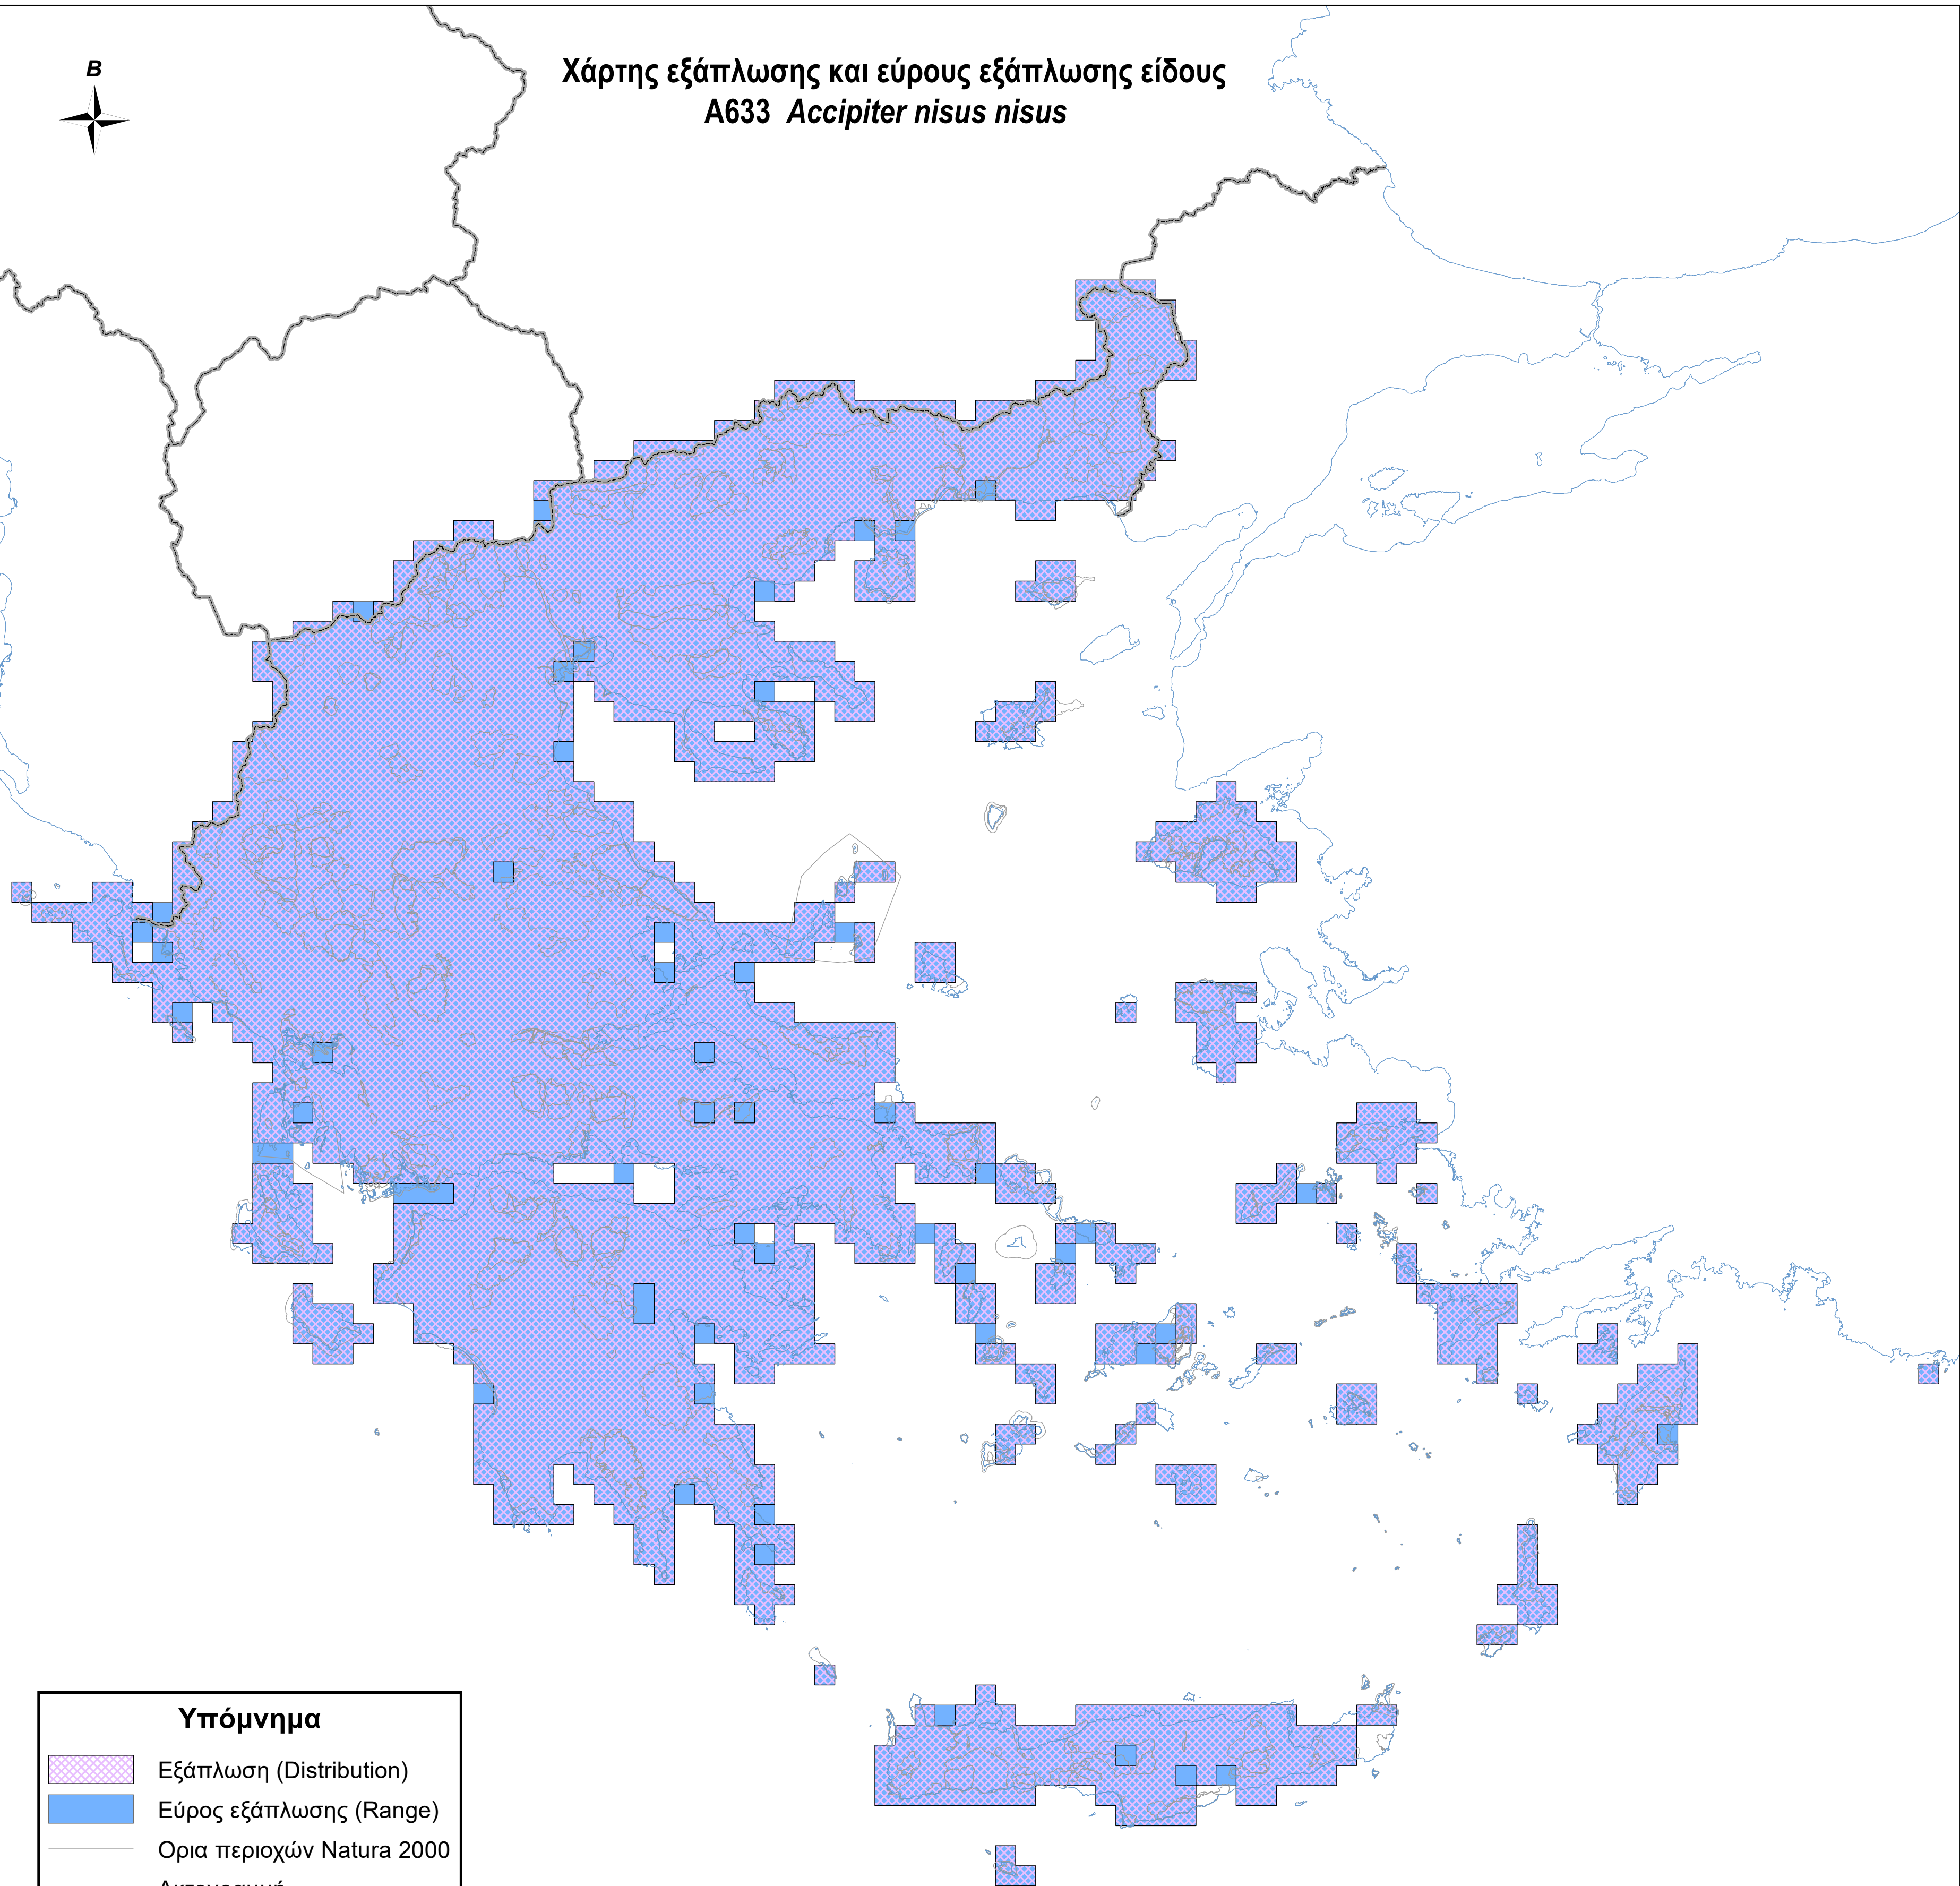 B
Χάρτης εξάπλωσης και εύρους εξάπλωσης είδους
A633 Accipiter nisus nisus
Υπόμνημα
Εξάπλωση (Distribution)
Εύρος εξάπλωσης (Range)
Ορια περιοχών Natura 2000